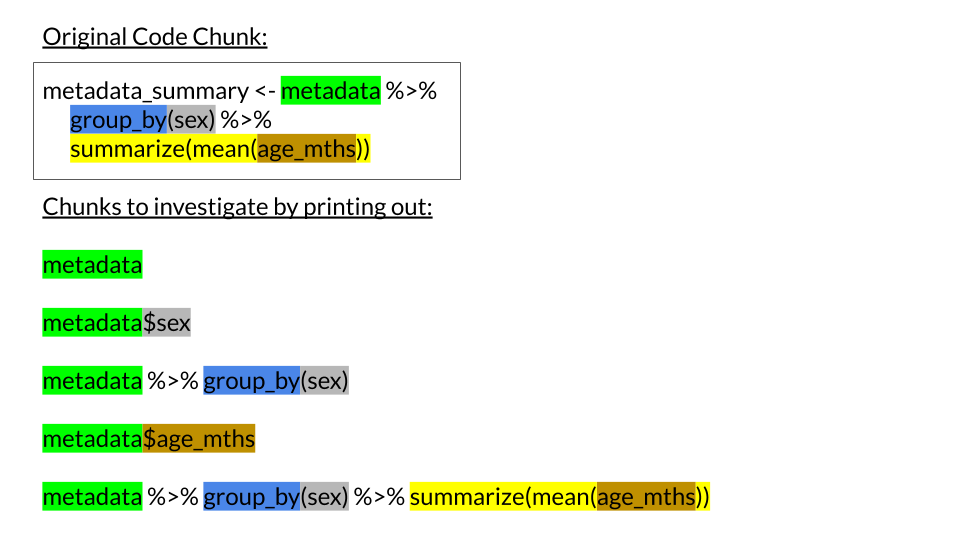 Original Code Chunk:
metadata_summary <- metadata %>%
group_by(sex) %>%
summarize(mean(age_mths))
Chunks to investigate by printing out:
metadata
metadata$sex
metadata %>% group_by(sex)
metadata$age_mths
metadata %>% group_by(sex) %>% summarize(mean(age_mths))